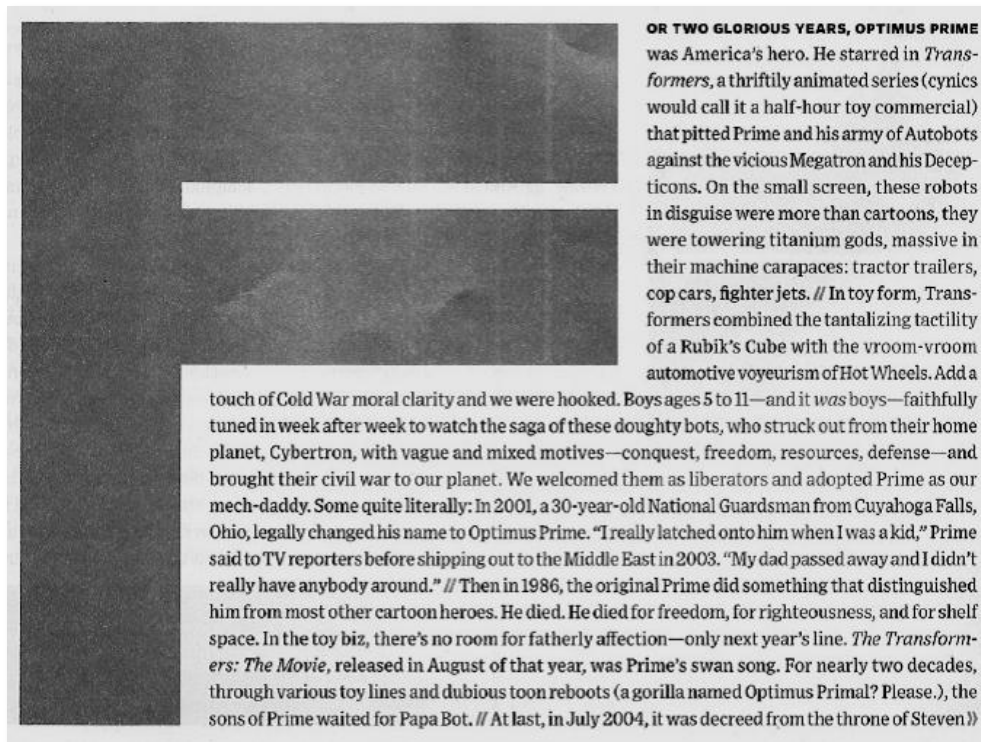 F
OR TWO GLORIOUS YEARS, OPTIMUS PRIME
was America's hero. He starred in Trans-
formers, a thriftily animated series (cynics
would call it a half-hour toy commercial)
that pitted Prime and his army of Autobots
against the vicious Megatron and his Decep-
ticons. On the small screen, these robots
in disguise were more than cartoons, they
were towering titanium gods, massive in
their machine carapaces: tractor trailers,
cop cars, fighter jets. // In toy form, Trans-
formers combined the tantalizing tactility
of a Rubik's Cube with the vroom-vroom
automotive voyeurism of Hot Wheels. Add a
touch of Cold War moral clarity and we were hooked. Boys ages 5 to 11—and it was boys—faithfully
tuned in week after week to watch the saga of these doughty bots, who struck out from their home
planet, Cybertron, with vague and mixed motives—conquest, freedom, resources, defense—and
brought their civil war to our planet. We welcomed them as liberators and adopted Prime as our
mech-daddy. Some quite literally: In 2001, a 30-year-old National Guardsman from Cuyahoga Falls,
Ohio, legally changed his name to Optimus Prime. “I really latched onto him when I was a kid,” Prime
said to TV reporters before shipping out to the Middle East in 2003. “My dad passed away and I didn't
really have anybody around.” // Then in 1986, the original Prime did something that distinguished
him from most other cartoon heroes. He died. He died for freedom, for righteousness, and for shelf
space. In the toy biz, there's no room for fatherly affection—only next year's line. The Transform-
ers: The Movie, released in August of that year, was Prime's swan song. For nearly two decades,
through various toy lines and dubious toon reboots (a gorilla named Optimus Primal? Please.), the
sons of Prime waited for Papa Bot. // At last, in July 2004, it was decreed from the throne of Steven »